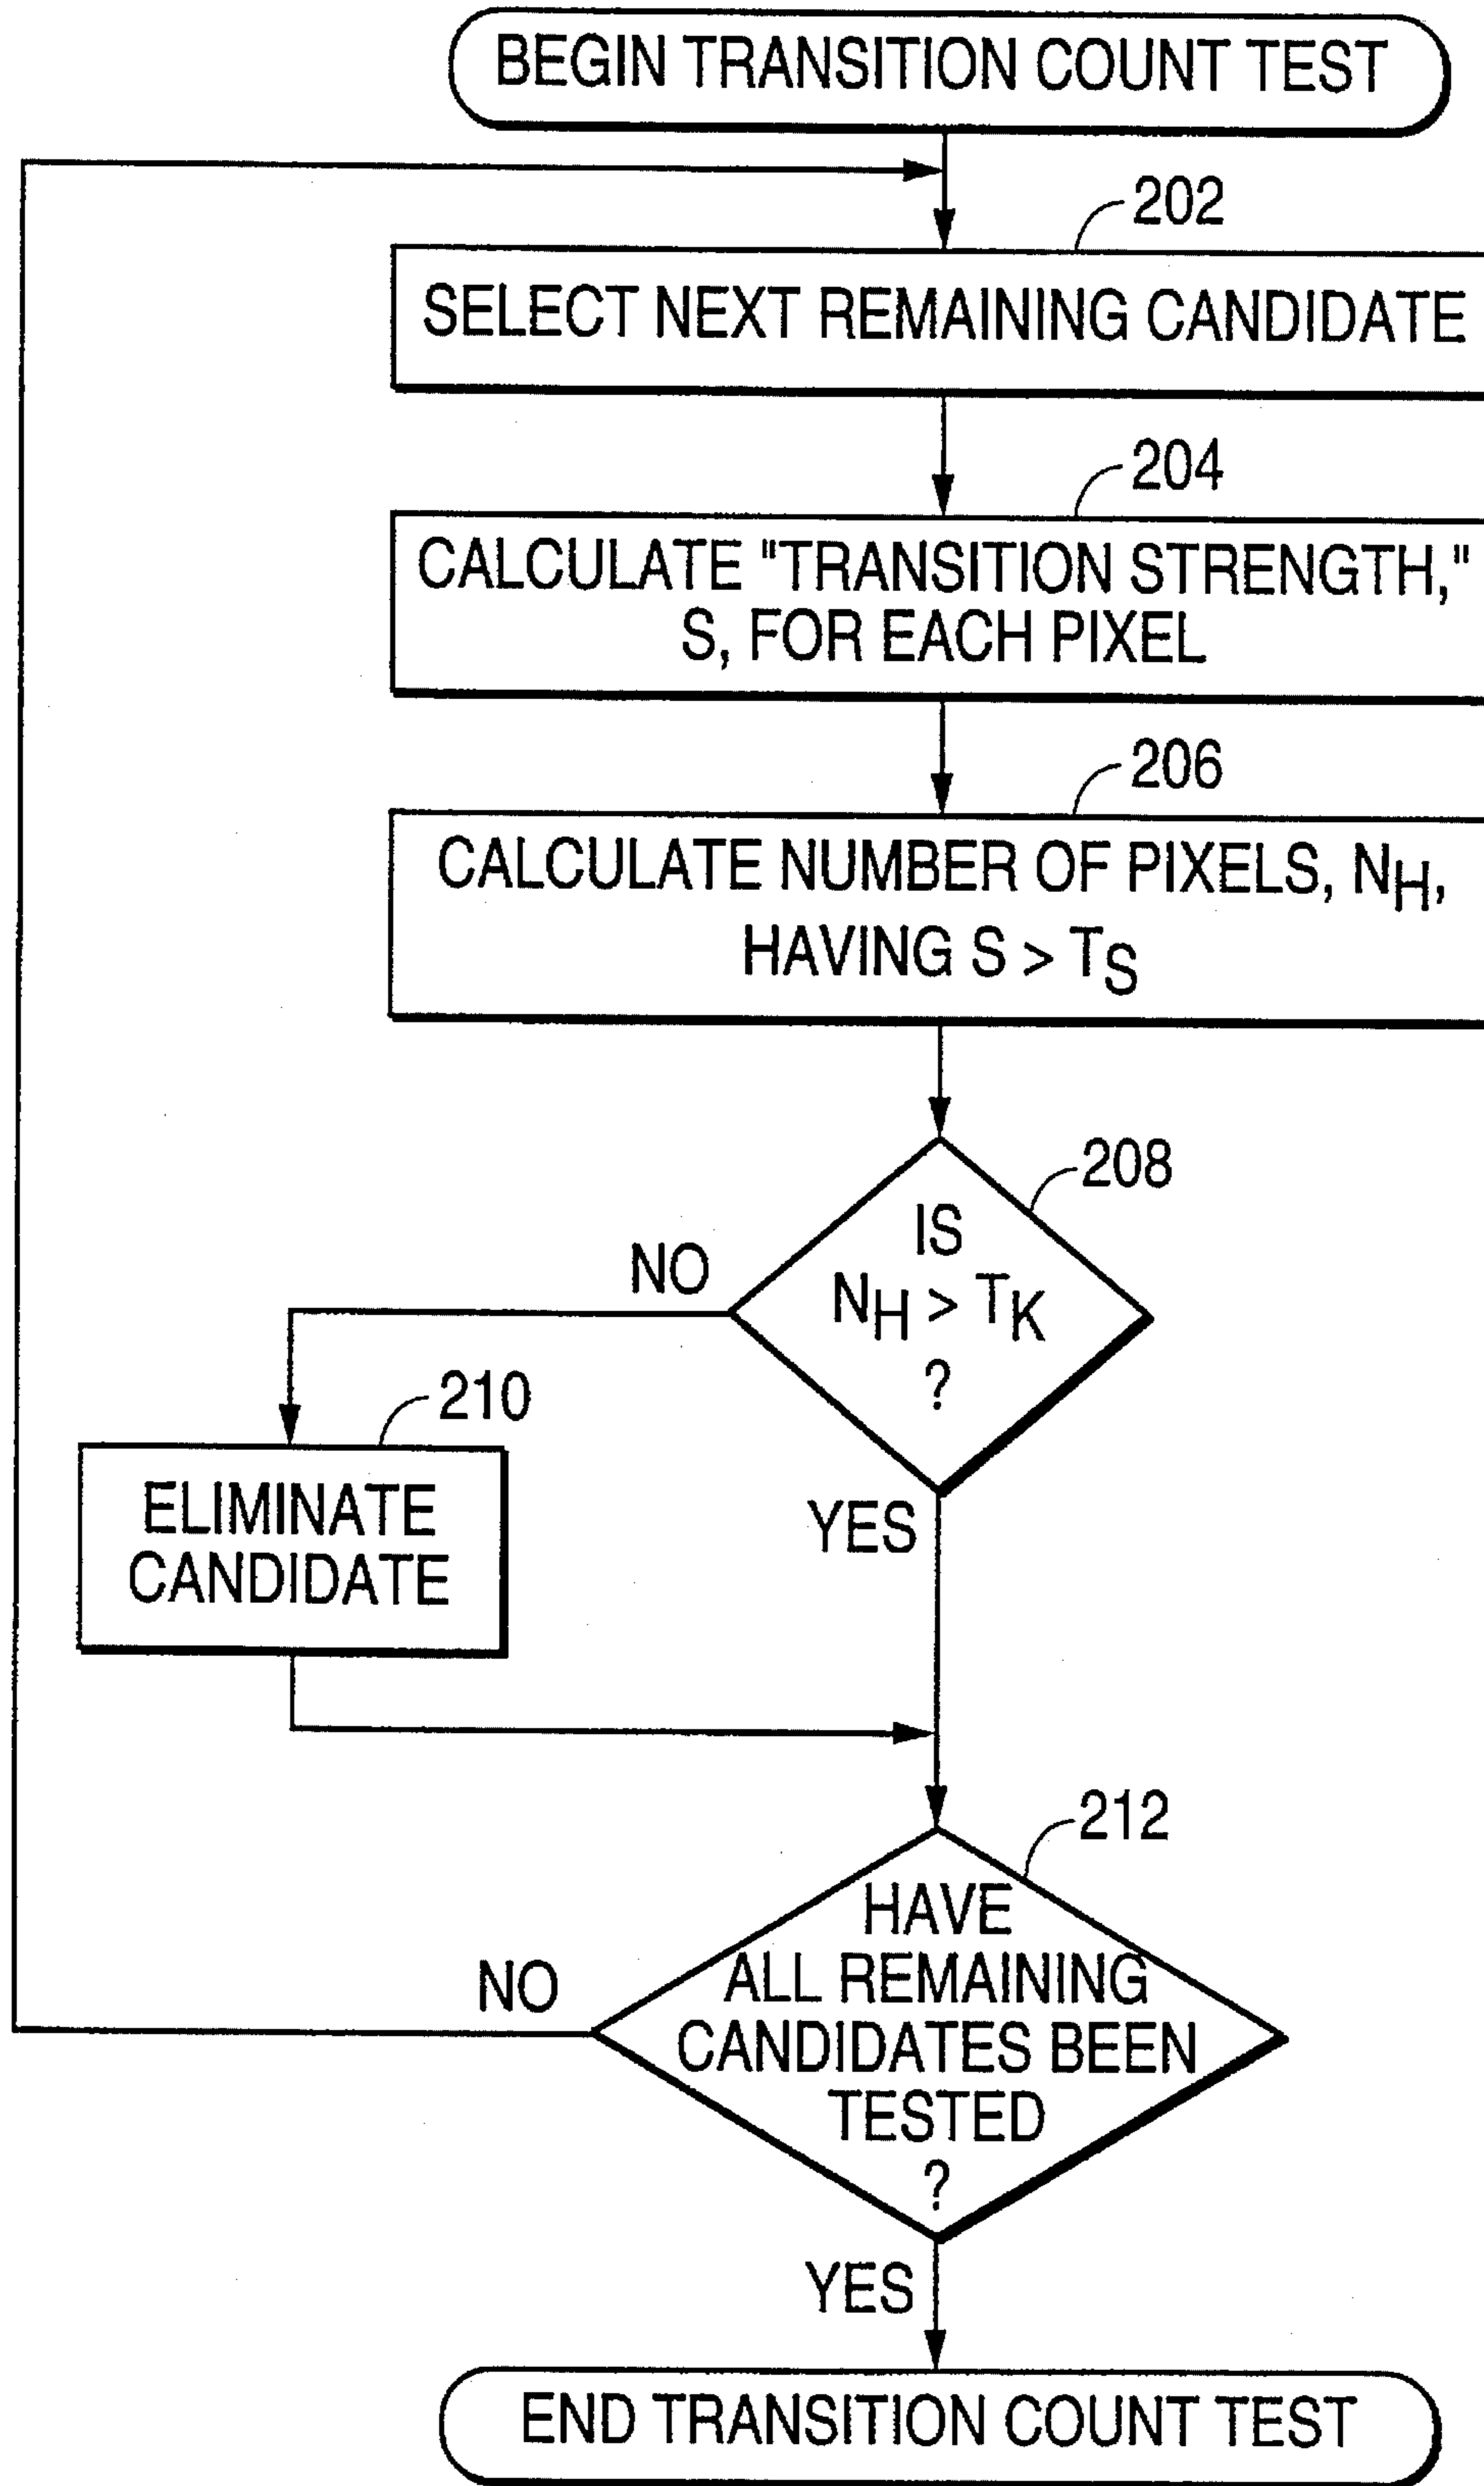 BEGIN TRANSITION COUNT TEST
202
SELECT NEXT REMAINING CANDIDATE
204
CALCULATE "TRANSITION STRENGTH,"
S, FOR EACH PIXEL
206
CALCULATE NUMBER OF PIXELS, NH,
HAVING S > TS
208
IS
NH > TK
?
NO
210
ELIMINATE
CANDIDATE
YES
212
HAVE
ALL REMAINING
CANDIDATES BEEN
TESTED
?
NO
YES
END TRANSITION COUNT TEST